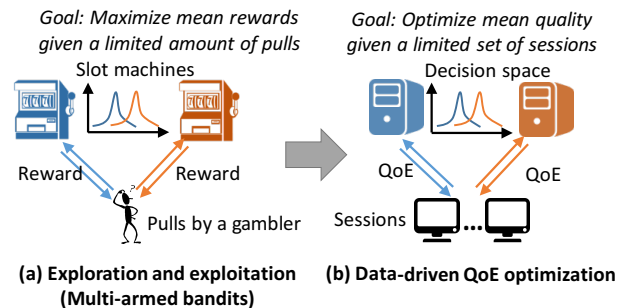 Goal: Maximize mean rewards
given a limited amount of pulls
Slot machines
Reward
Reward
?
Pulls by a gambler
(a) Exploration and exploitation
(Multi-armed bandits)
Goal: Optimize mean quality
given a limited set of sessions
Decision space
QoE
QoE
Sessions
...
(b) Data-driven QoE optimization